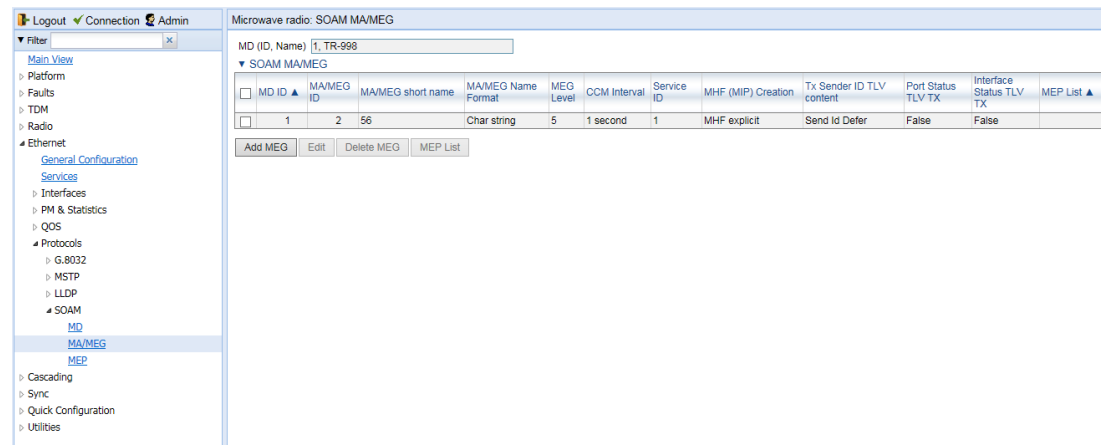 Logout Connection Admin
Filter
Main View
Platform
Faults
TDM
Radio
Ethernet
General Configuration
Services
Interfaces
PM & Statistics
QOS
Protocols
G.8032
MSTP
LLDP
SOAM
MD
MA/MEG
MEP
Cascading
Sync
Quick Configuration
Utilities
Microwave radio: SOAM MA/MEG
MD (ID, Name) 1, TR-998
SOAM MA/MEG
MD ID ▲ MA/MEG ID MA/MEG short name MA/MEG Name Format MEG Level CCM Interval Service ID MHF (MIP) Creation Tx Sender ID TLV content Port Status TLV TX Interface Status TLV TX MEP List ▲
1 2 56 Char string 5 1 second 1 MHF explicit Send Id Defer False False
Add MEG Edit Delete MEG MEP List